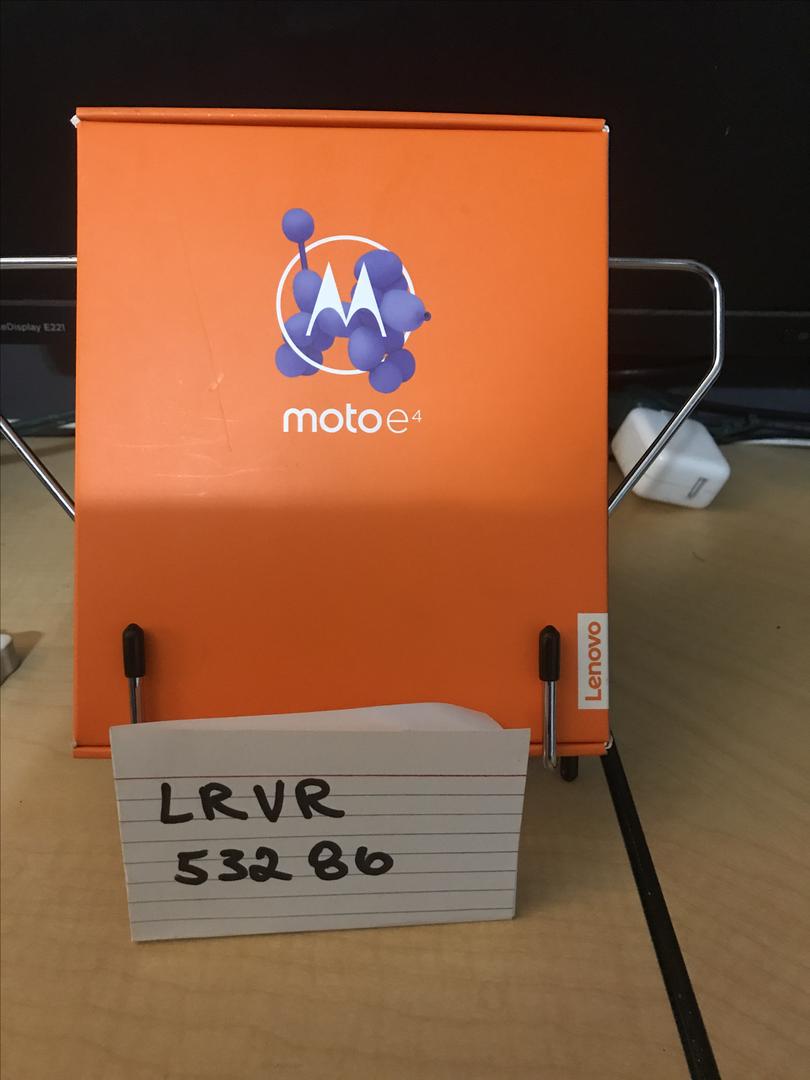 eDisplay E221
moto e4
Lenovo
LRVR
53286